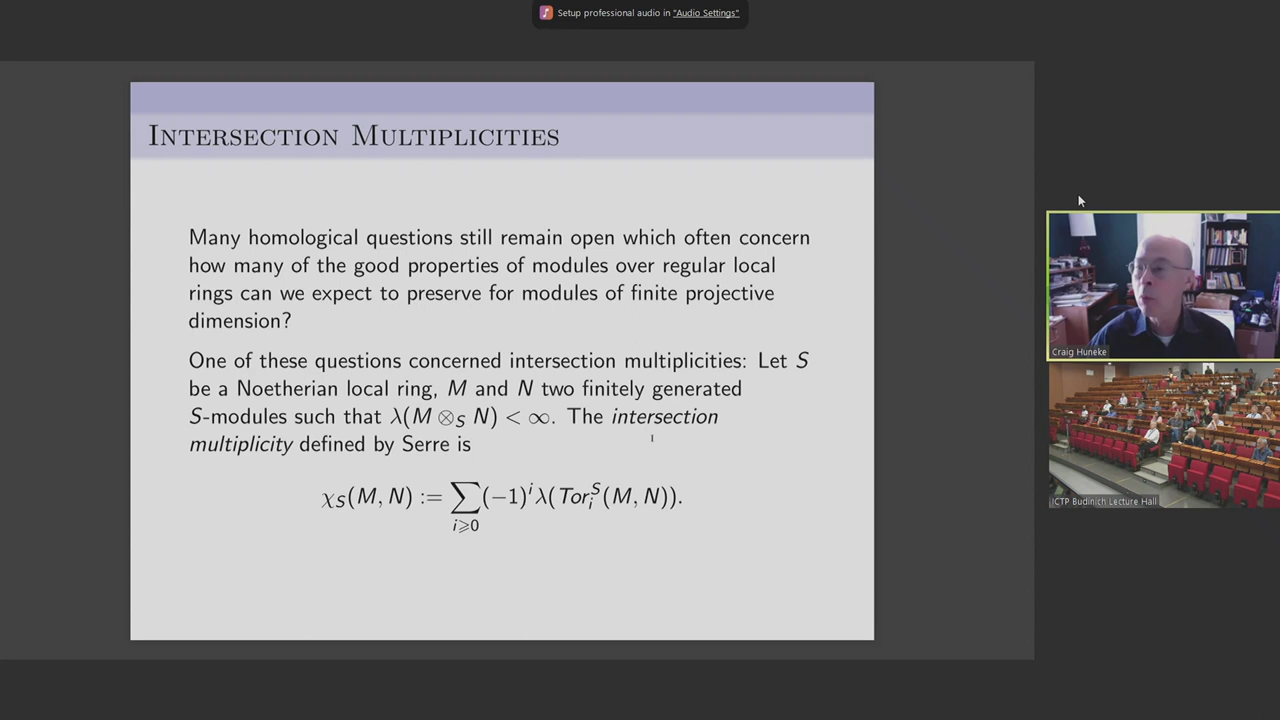 Setup professional audio in "Audio Settings"
Intersection Multiplicities
Many homological questions still remain open which often concern
how many of the good properties of modules over regular local
rings can we expect to preserve for modules of finite projective
dimension?
One of these questions concerned intersection multiplicities: Let S
be a Noetherian local ring, M and N two finitely generated
S-modules such that λ(M ⊗_S N) < ∞. The intersection
multiplicity defined by Serre is
χ_S(M, N) := ∑_{i⩾0} (−1)^i λ(Tor_i^S(M, N)).
Craig Huneke
ICTP Budinich Lecture Hall